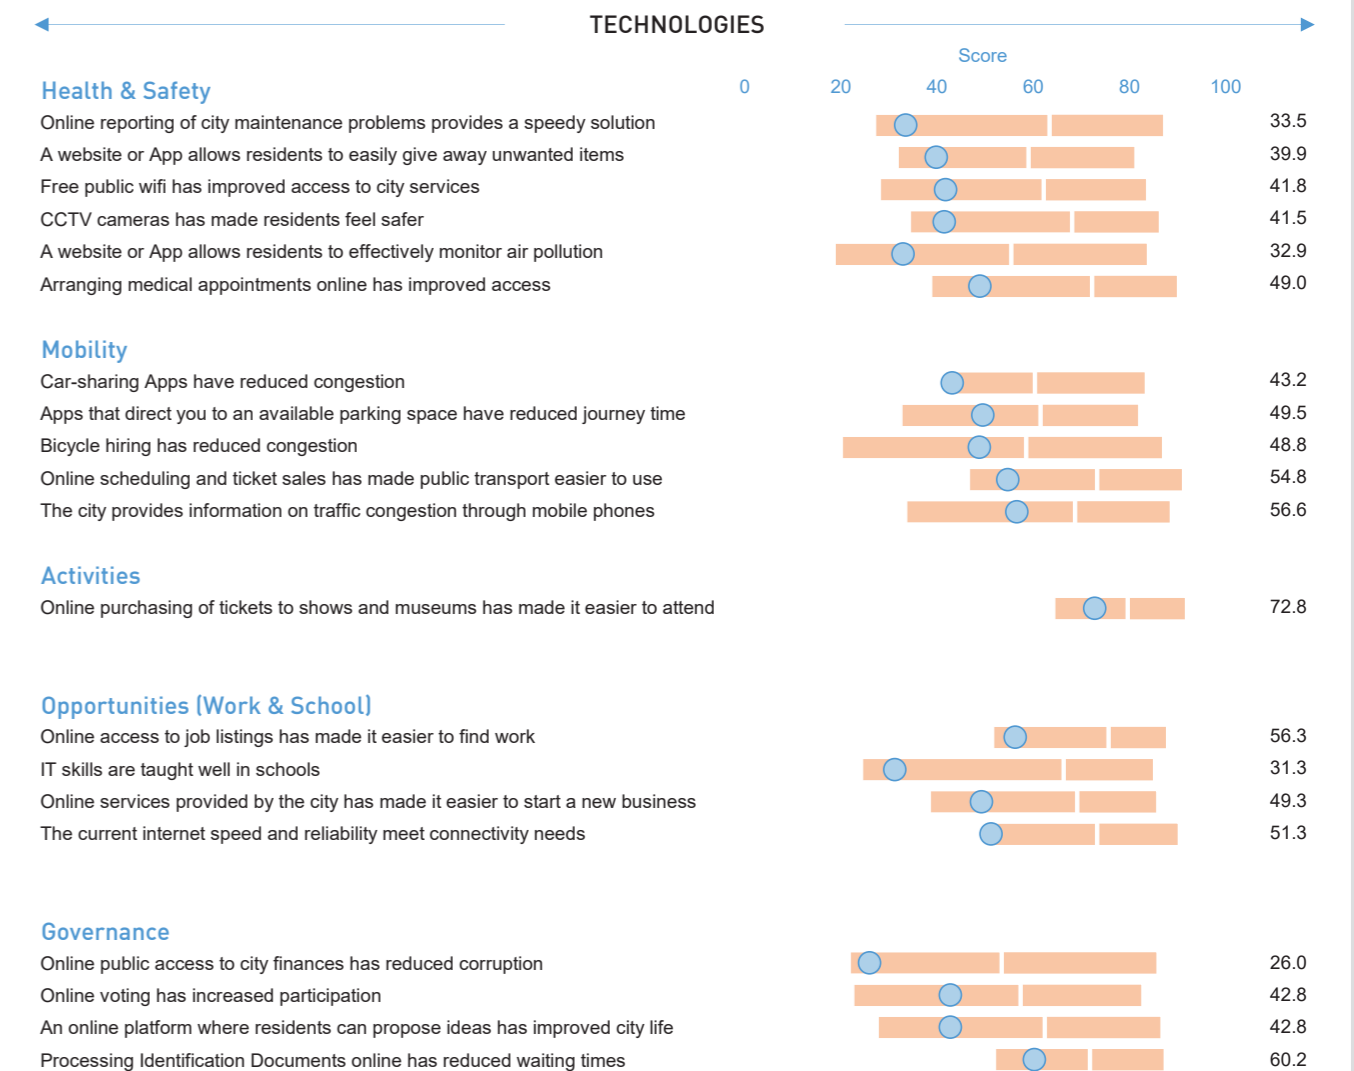 TECHNOLOGIES
Score
Health & Safety 0 20 40 60 80 100
Online reporting of city maintenance problems provides a speedy solution 33.5
A website or App allows residents to easily give away unwanted items 39.9
Free public wifi has improved access to city services 41.8
CCTV cameras has made residents feel safer 41.5
A website or App allows residents to effectively monitor air pollution 32.9
Arranging medical appointments online has improved access 49.0
Mobility
Car-sharing Apps have reduced congestion 43.2
Apps that direct you to an available parking space have reduced journey time 49.5
Bicycle hiring has reduced congestion 48.8
Online scheduling and ticket sales has made public transport easier to use 54.8
The city provides information on traffic congestion through mobile phones 56.6
Activities
Online purchasing of tickets to shows and museums has made it easier to attend 72.8
Opportunities (Work & School)
Online access to job listings has made it easier to find work 56.3
IT skills are taught well in schools 31.3
Online services provided by the city has made it easier to start a new business 49.3
The current internet speed and reliability meet connectivity needs 51.3
Governance
Online public access to city finances has reduced corruption 26.0
Online voting has increased participation 42.8
An online platform where residents can propose ideas has improved city life 42.8
Processing Identification Documents online has reduced waiting times 60.2